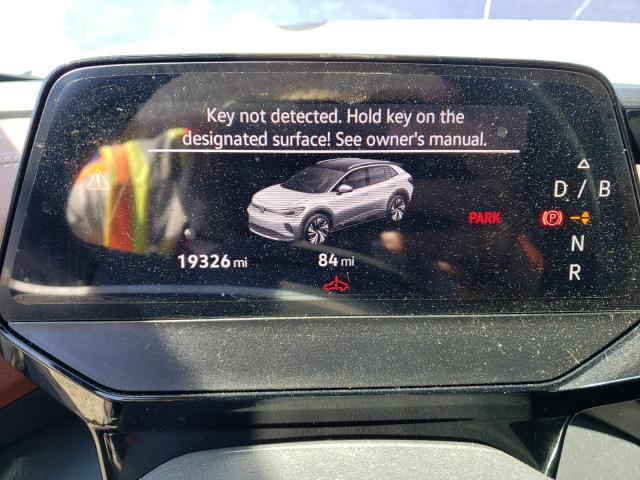 Key not detected. Hold key on the
designated surface! See owner's manual.
D / B
PARK
P
N
R
19326 mi
84 mi